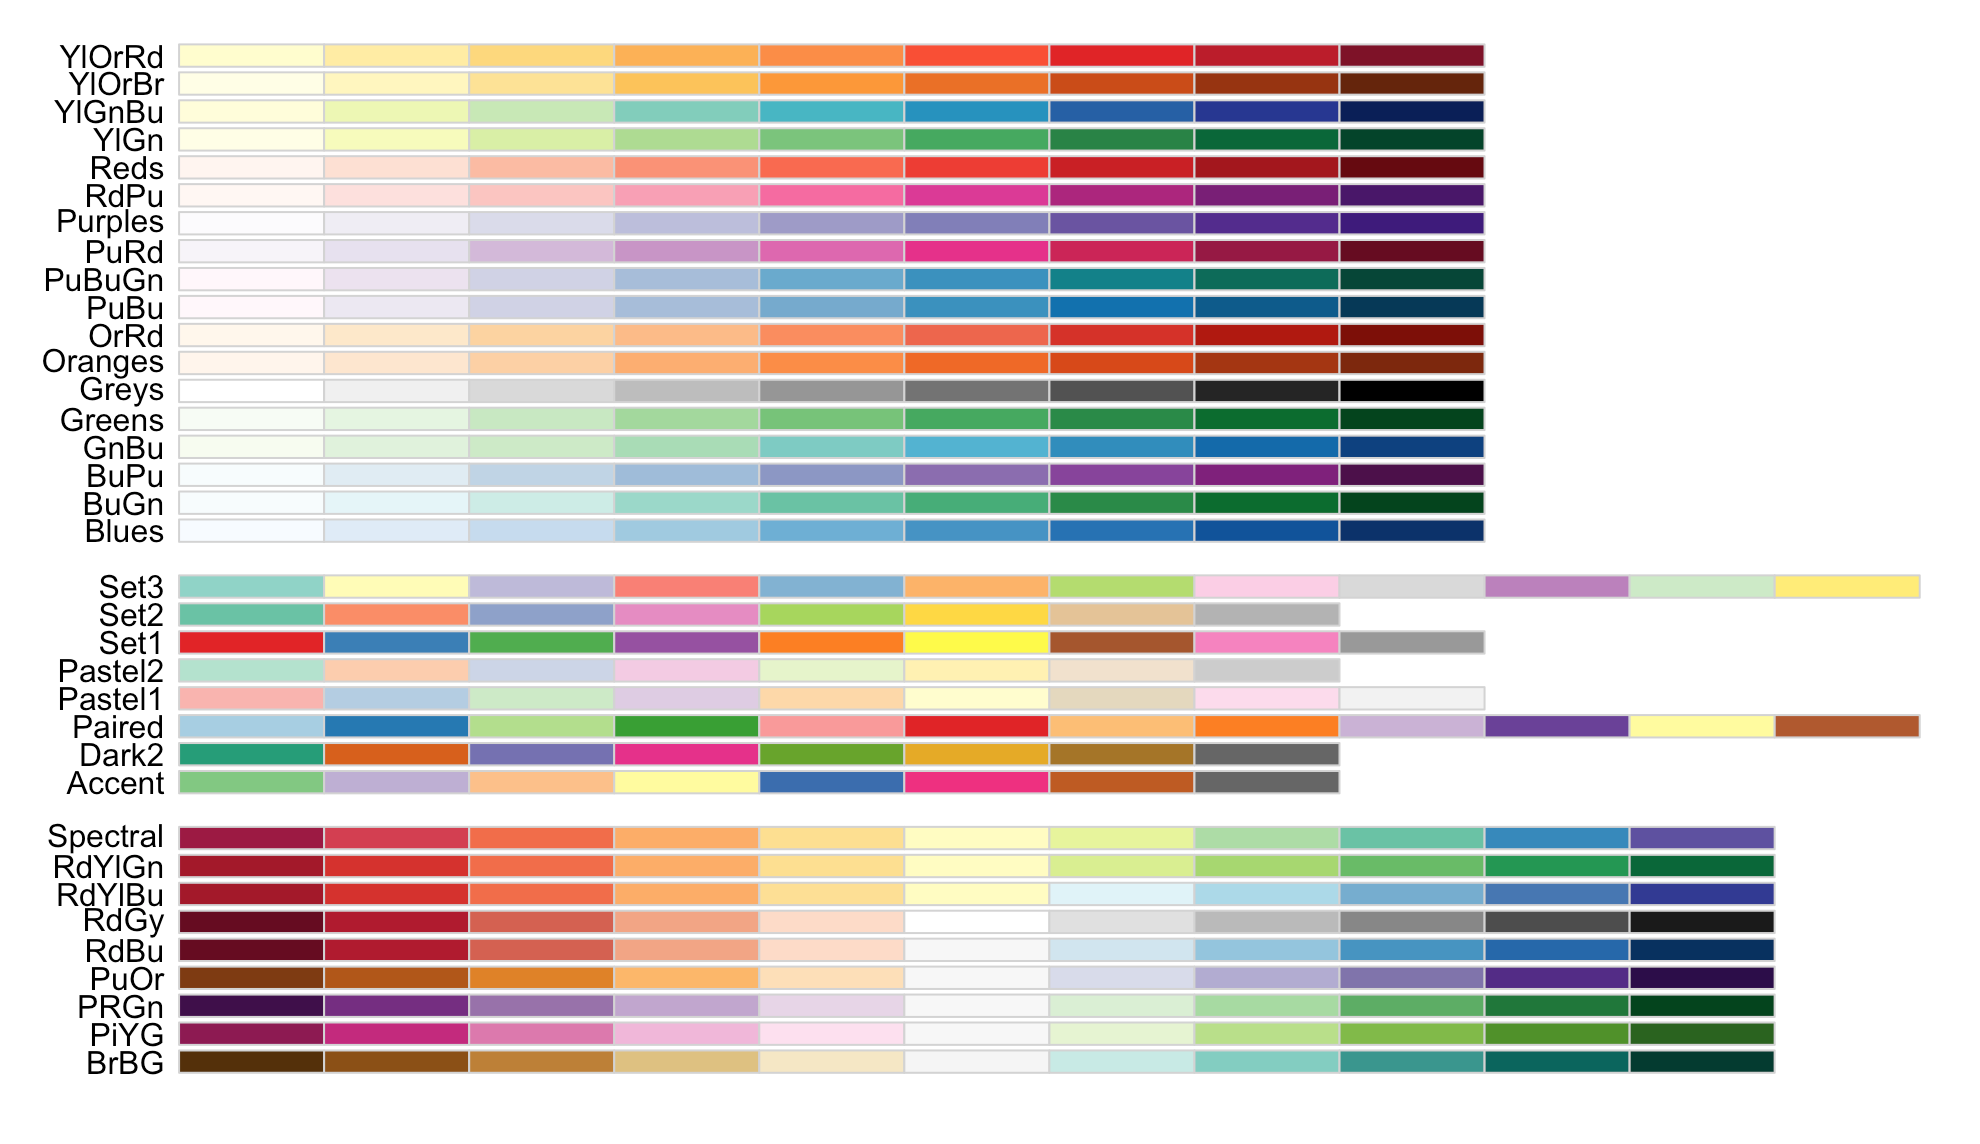 YlOrRd
YlOrBr
YlGnBu
YlGn
Reds
RdPu
Purples
PuRd
PuBuGn
PuBu
OrRd
Oranges
Greys
Greens
GnBu
BuPu
BuGn
Blues
Set3
Set2
Set1
Pastel2
Pastel1
Paired
Dark2
Accent
Spectral
RdYlGn
RdYlBu
RdGy
RdBu
PuOr
PRGn
PiYG
BrBG